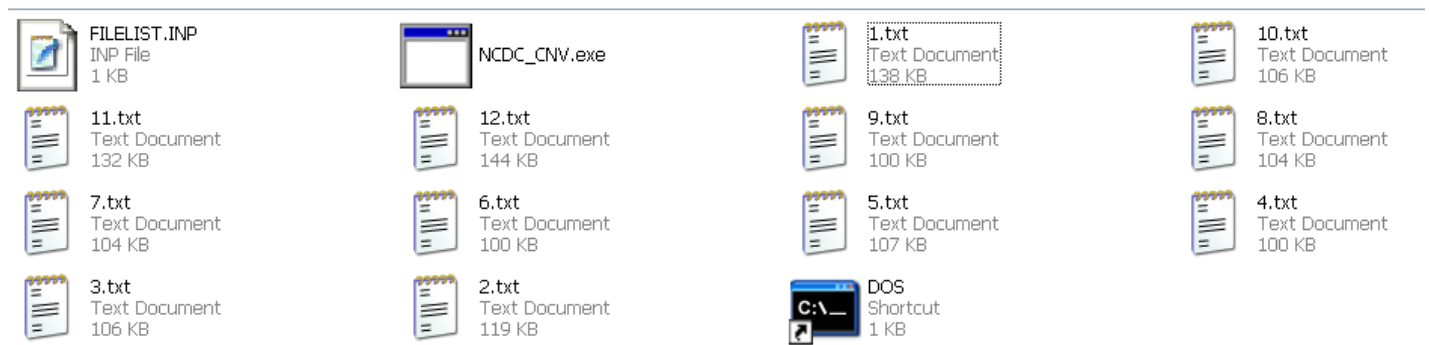 FILELIST.INP
INP File
1 KB
NCDC_CNV.exe
1.txt
Text Document
138 KB
10.txt
Text Document
106 KB
11.txt
Text Document
132 KB
12.txt
Text Document
144 KB
9.txt
Text Document
100 KB
8.txt
Text Document
104 KB
7.txt
Text Document
104 KB
6.txt
Text Document
100 KB
5.txt
Text Document
107 KB
4.txt
Text Document
100 KB
3.txt
Text Document
106 KB
2.txt
Text Document
119 KB
C:\_
DOS
Shortcut
1 KB